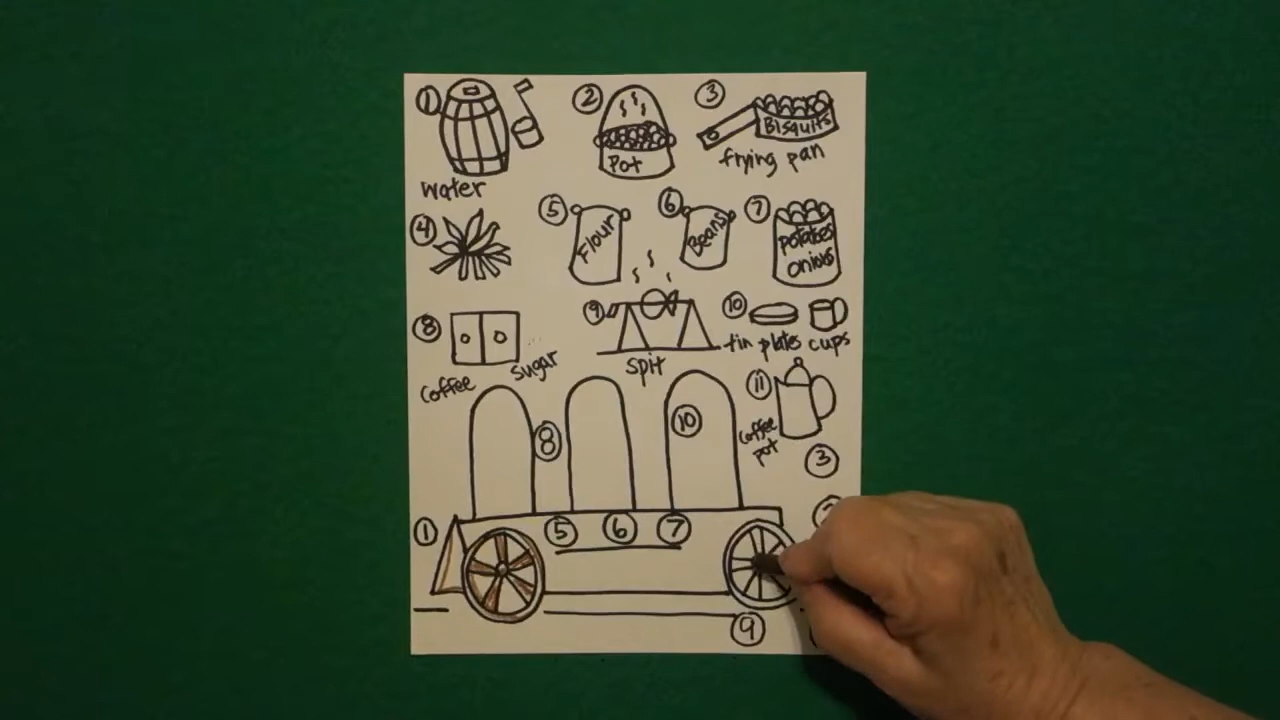 1
2
3
Bisquits
Pot
frying pan
water
4
5
6
7
Flour
Beans
potatoes
onions
8
9
10
tin plates cups
coffee
sugar
spit
11
coffee
pot
8
10
3
1
5
6
7
9